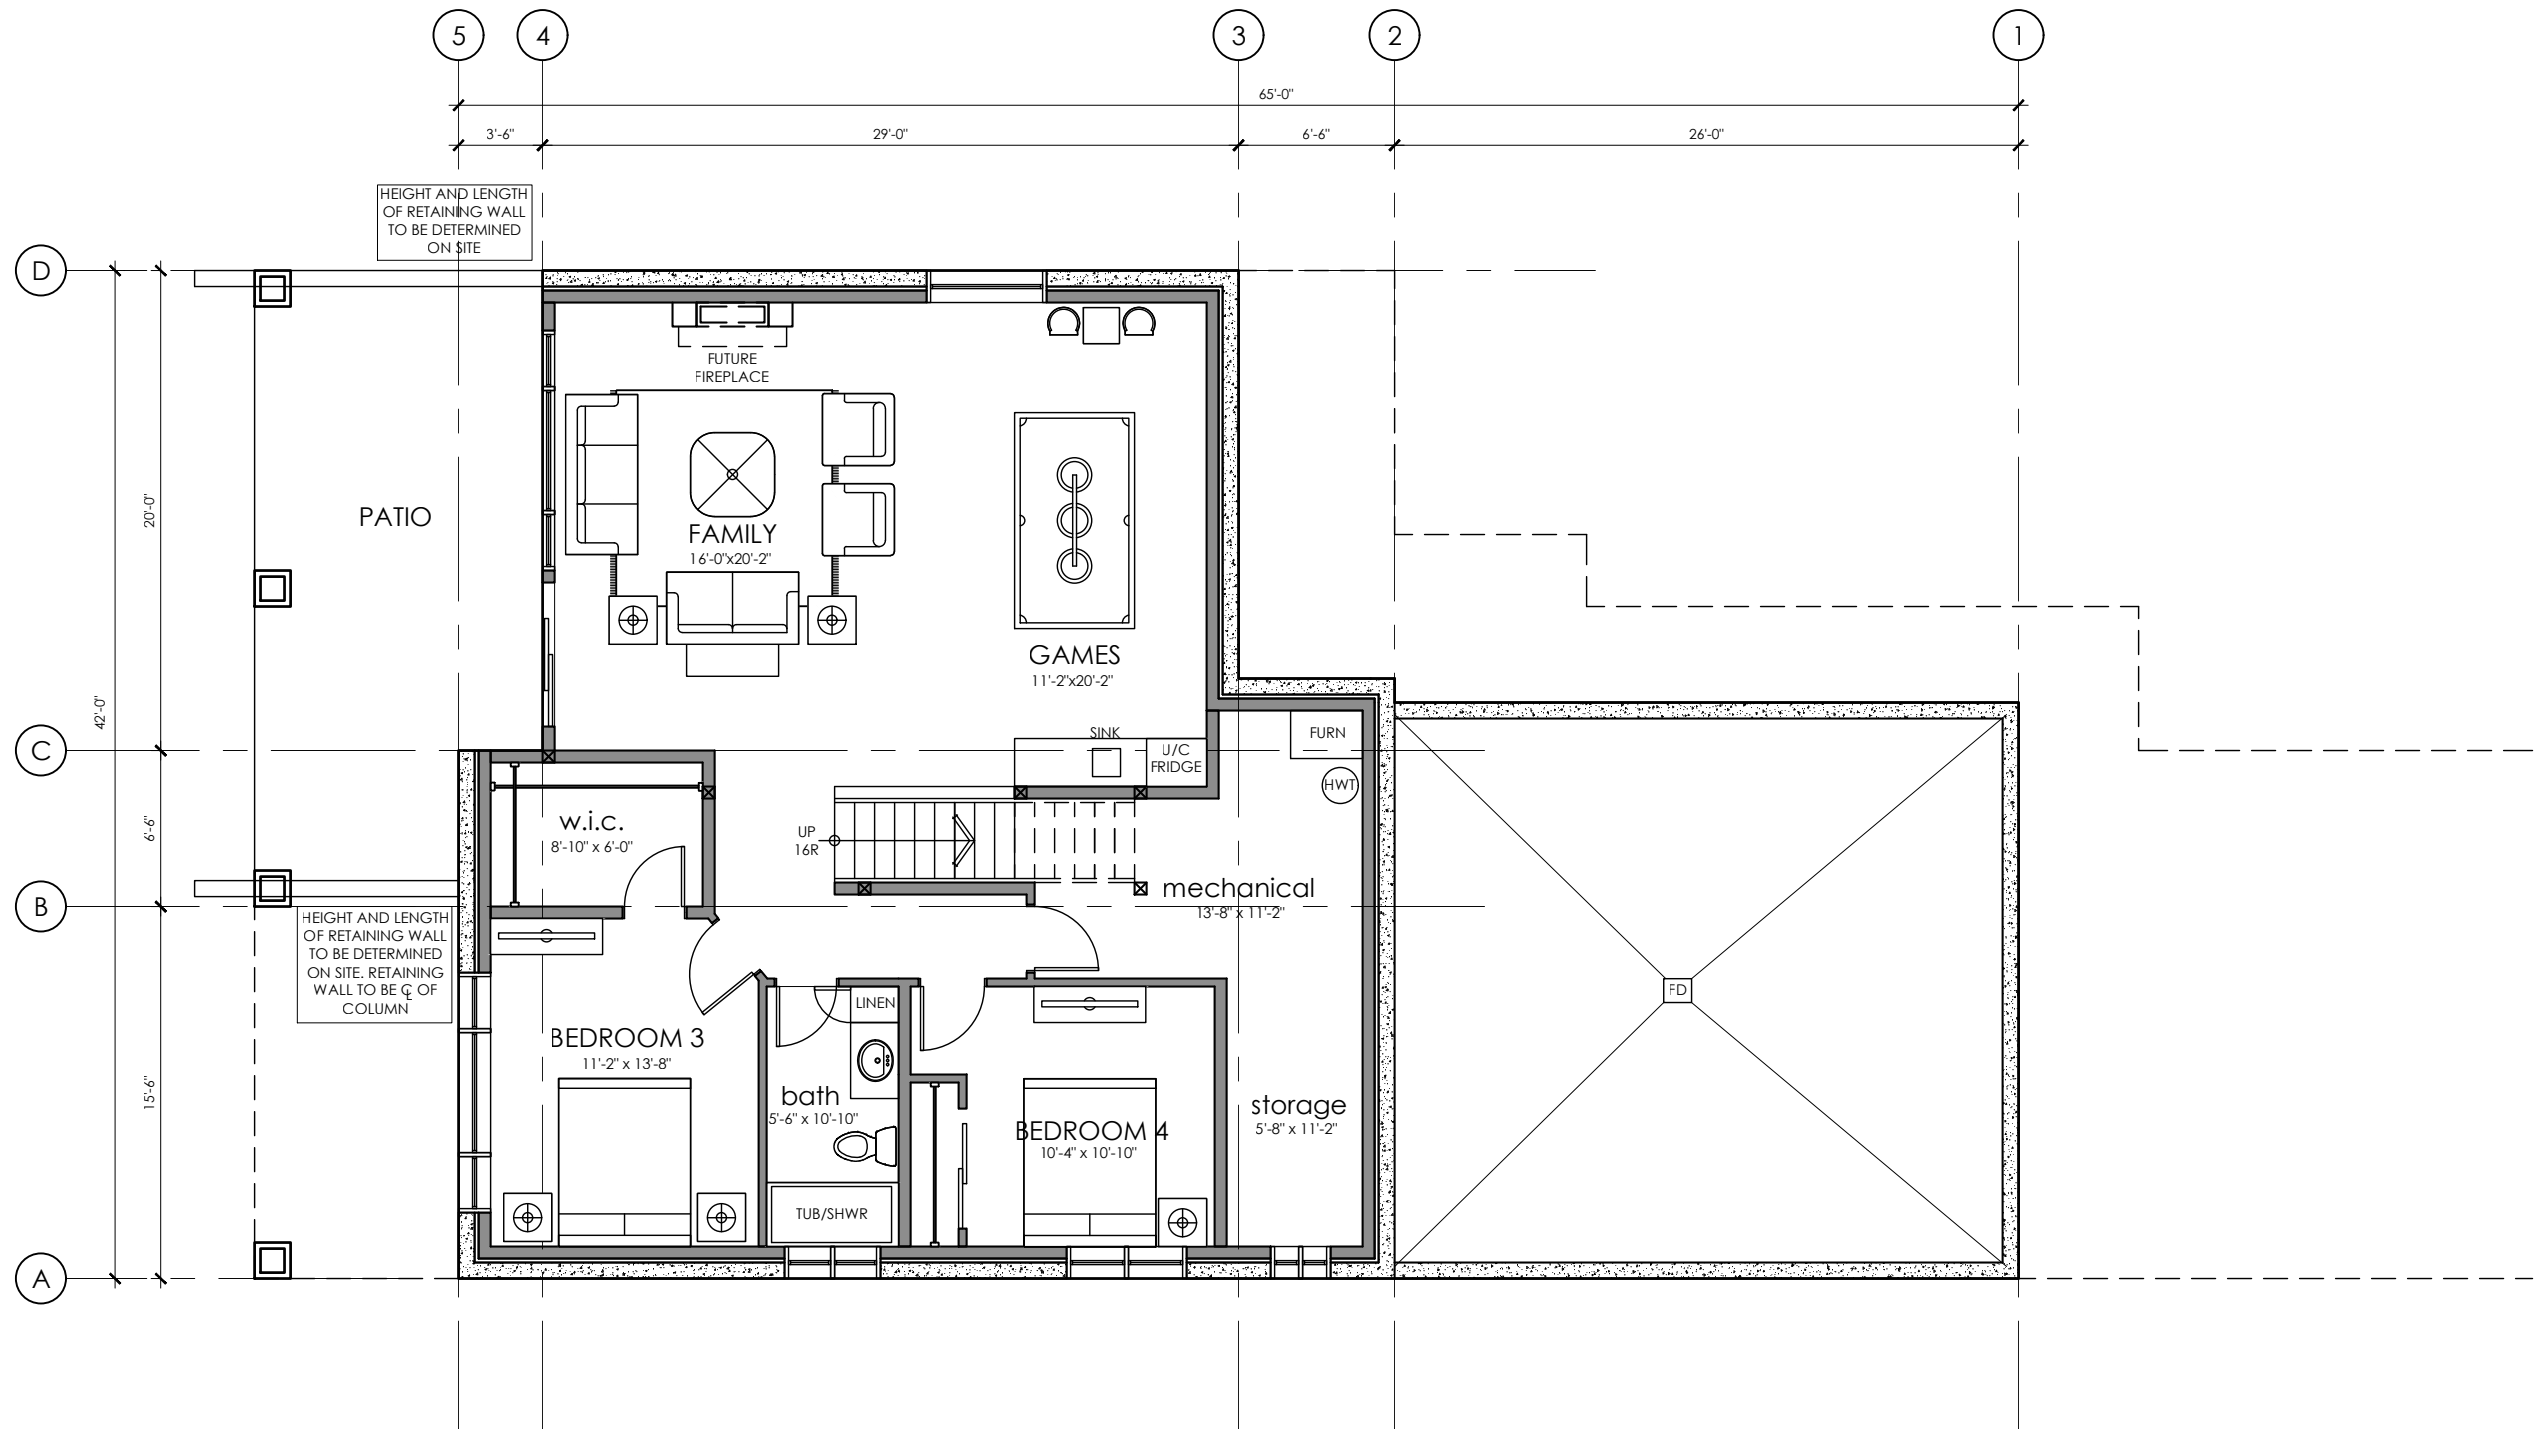 5
4
3
2
1
65'-0"
3'-6"
29'-0"
6'-6"
26'-0"
HEIGHT AND LENGTH
OF RETAINING WALL
TO BE DETERMINED
ON SITE
D
FUTURE
FIREPLACE
20'-0"
PATIO
FAMILY
16'-0"x20'-2"
GAMES
11'-2"x20'-2"
42'-0"
C
SINK
U/C
FRIDGE
FURN
HWT
6'-6"
w.i.c.
8'-10" x 6'-0"
UP
16R
mechanical
13'-8" x 11'-2"
B
HEIGHT AND LENGTH
OF RETAINING WALL
TO BE DETERMINED
ON SITE. RETAINING
WALL TO BE ℄ OF
COLUMN
LINEN
FD
BEDROOM 3
11'-2" x 13'-8"
15'-6"
bath
5'-6" x 10'-10"
BEDROOM 4
10'-4" x 10'-10"
storage
5'-8" x 11'-2"
TUB/SHWR
A